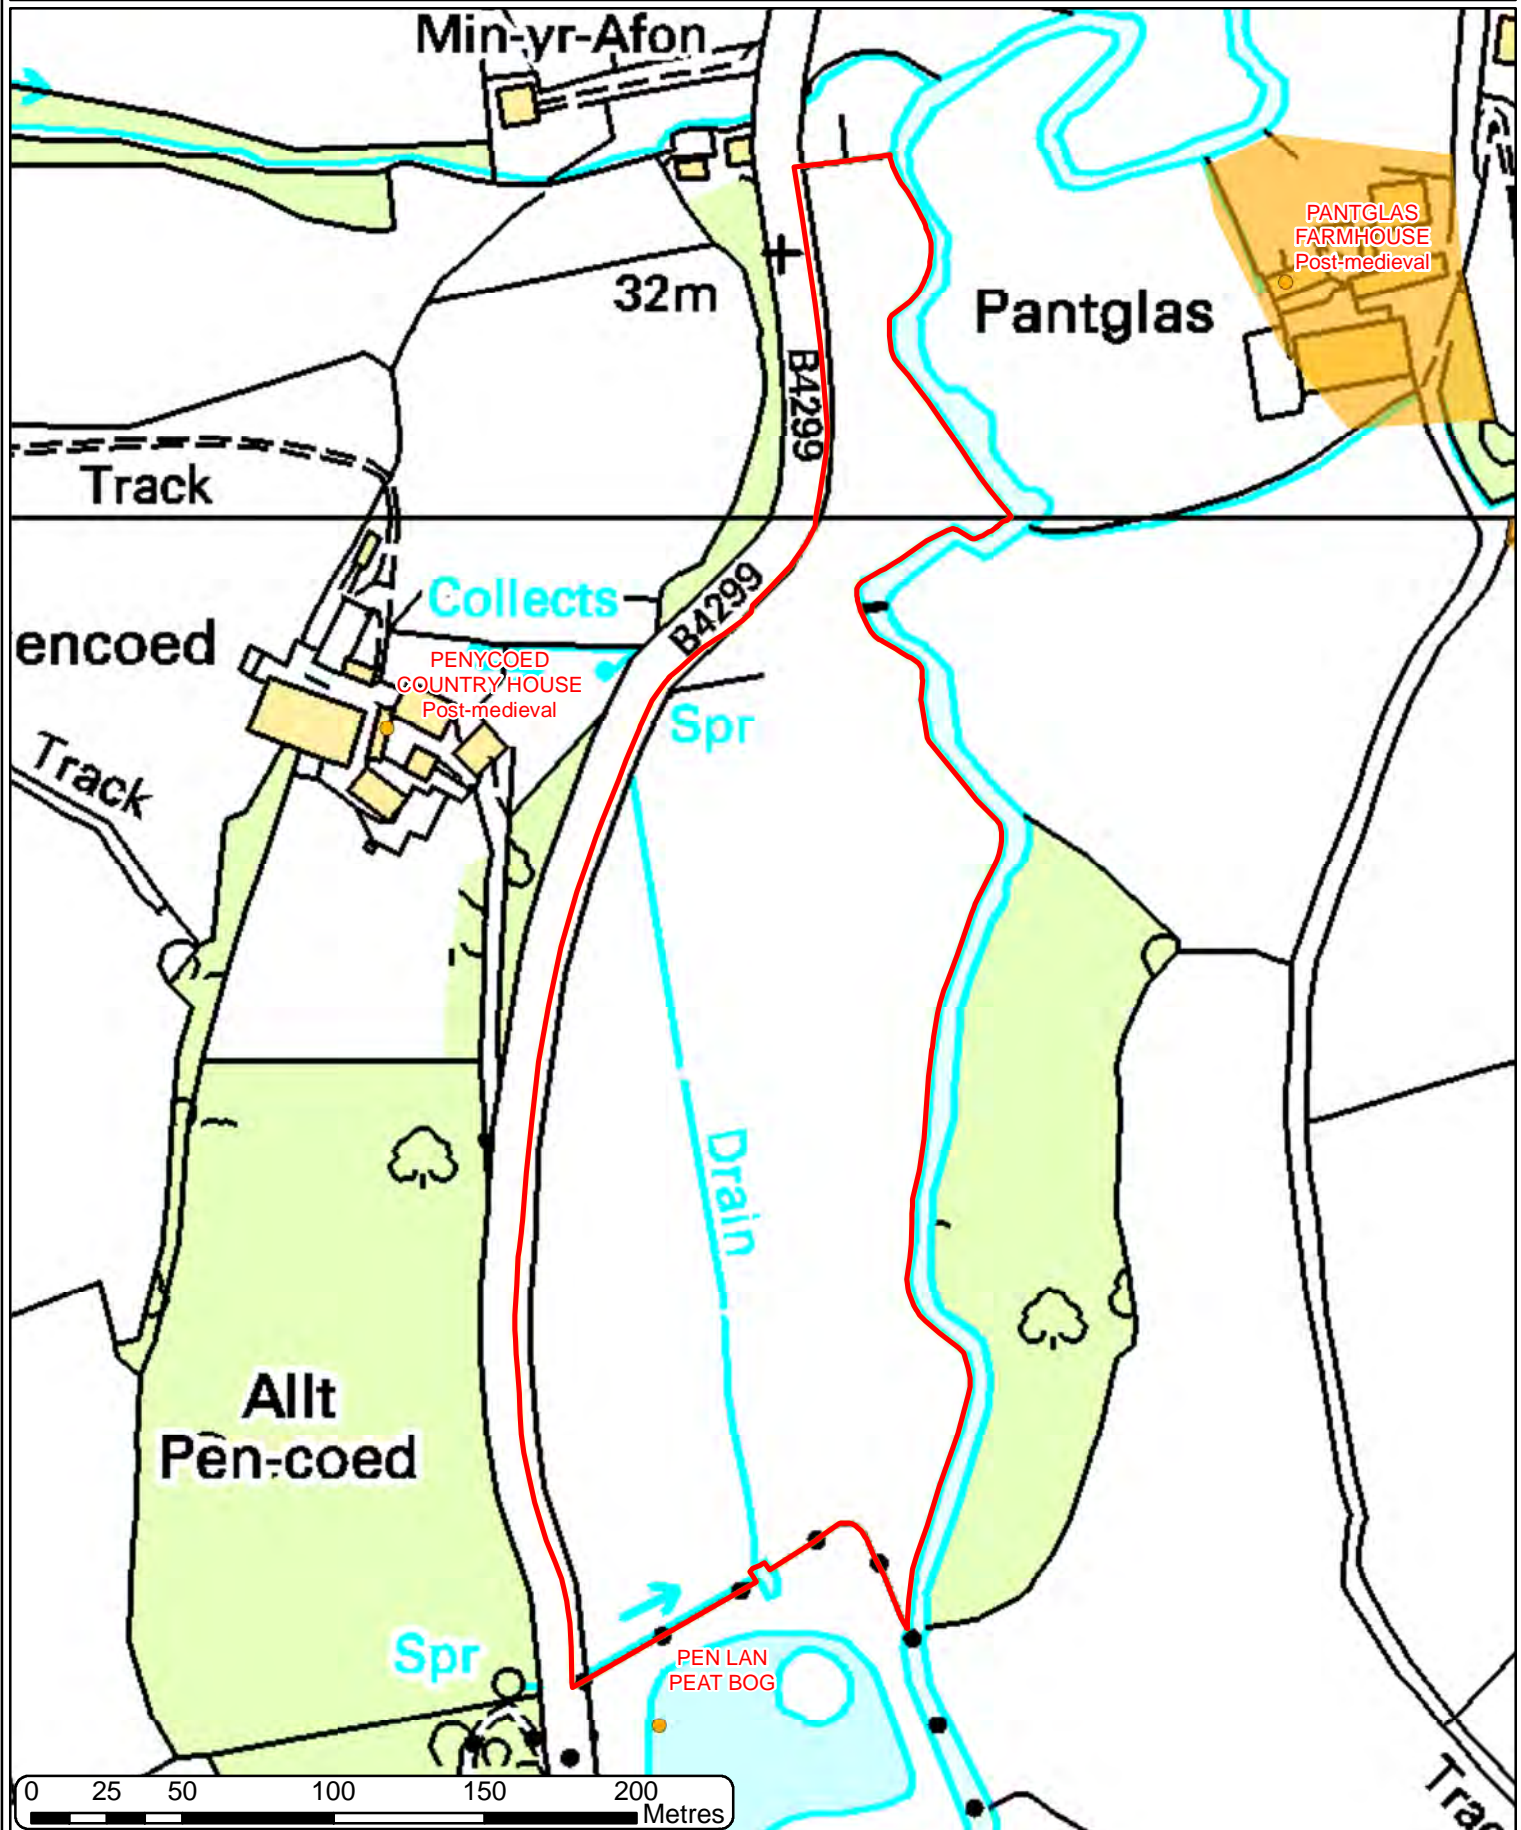 Min-yr-Afon
PANTGLAS
FARMHOUSE
Post-medieval
32m
Pantglas
B4299
Track
Collects
B4299
encoed
PENYCOED
COUNTRY HOUSE
Post-medieval
Spr
Track
Drain
Allt
Pen-coed
Spr
PEN LAN
PEAT BOG
Trac
0 25 50 100 150 200
Metres